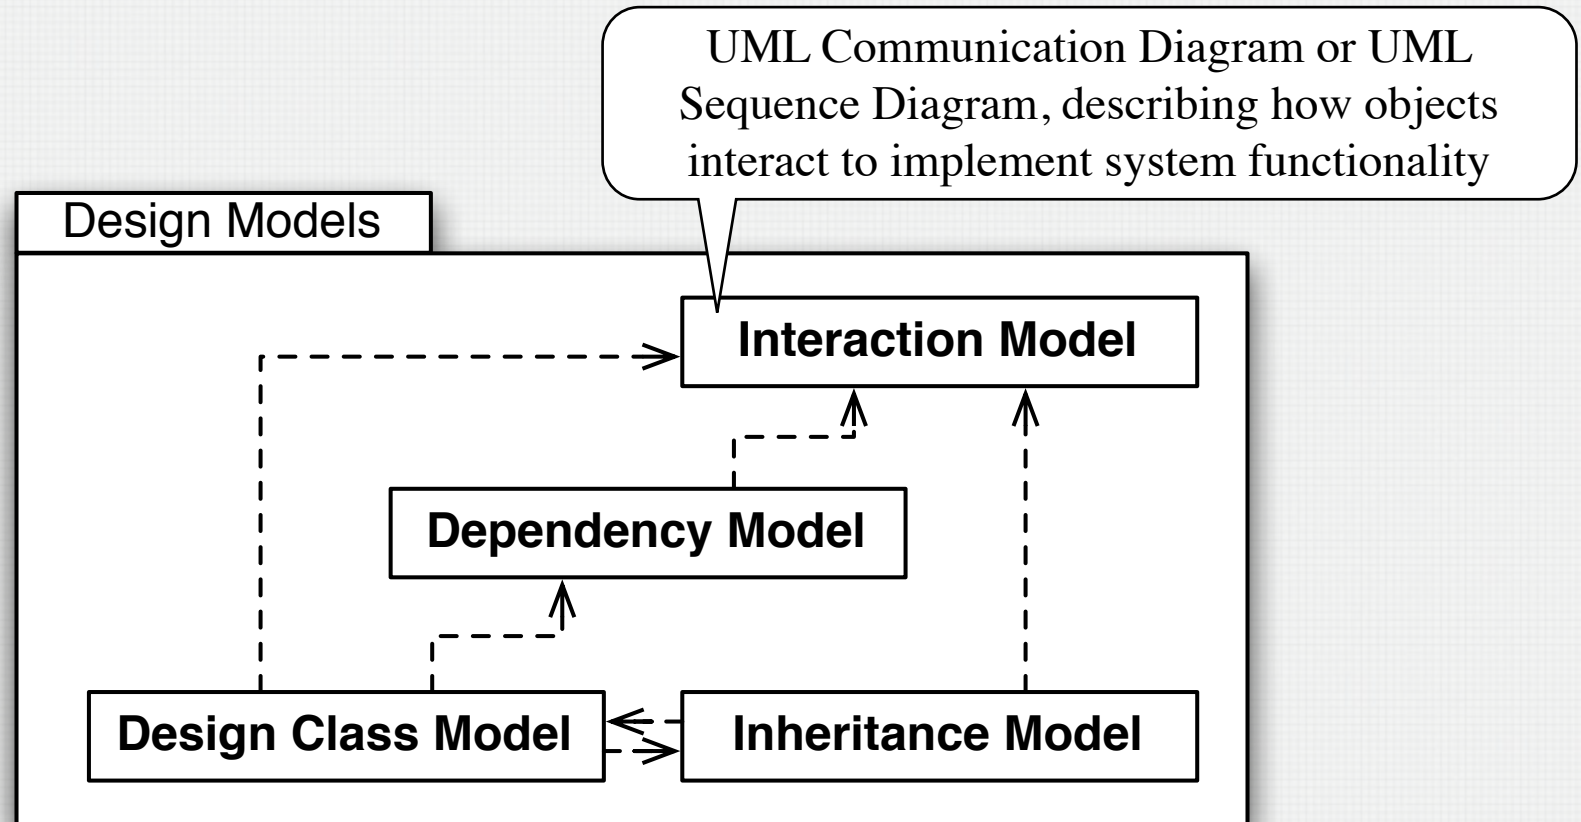 UML Communication Diagram or UML
Sequence Diagram, describing how objects
interact to implement system functionality
Design Models
Interaction Model
Dependency Model
Design Class Model
Inheritance Model